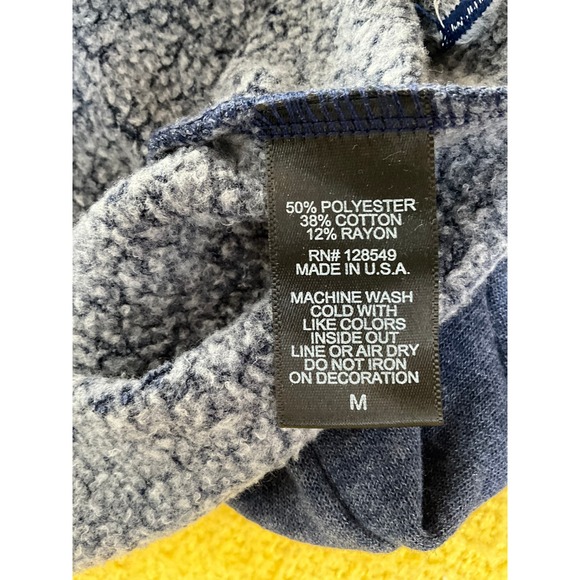 50% POLYESTER
38% COTTON
12% RAYON
RN# 128549
MADE IN U.S.A.
MACHINE WASH
COLD WITH
LIKE COLORS
INSIDE OUT
LINE OR AIR DRY
DO NOT IRON
ON DECORATION
M